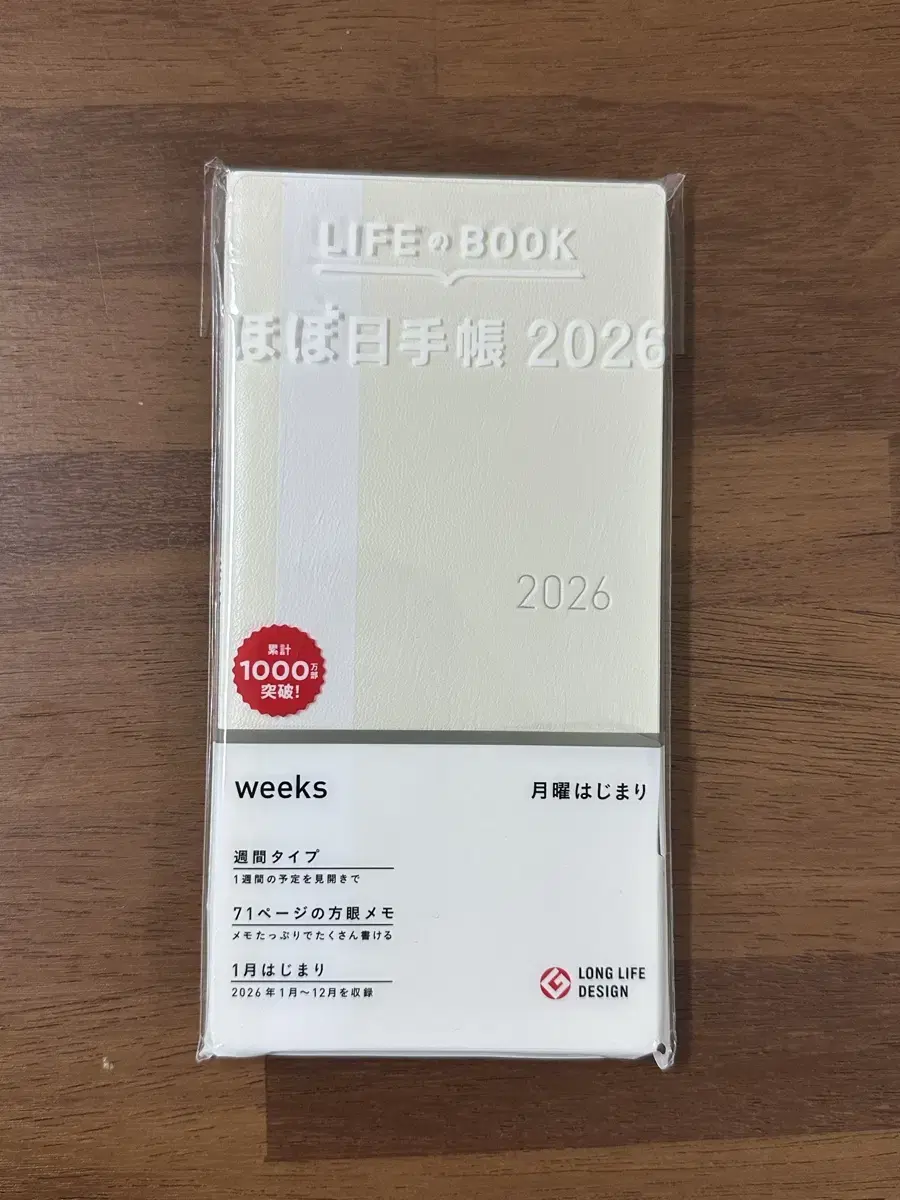 LIFEのBOOK
ほぼ日手帳 2026
2026
累計
1000万部
突破!
weeks
月曜はじまり
週間タイプ
1週間の予定を見開きで
71ページの方眼メモ
メモたっぷりでたくさん書ける
1月はじまり
2026年1月～12月を収録
LONG LIFE
DESIGN